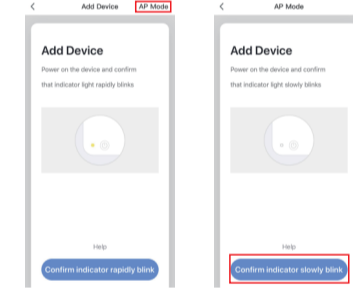 Add Device
AP Mode
Add Device
Power on the device and confirm
that indicator light rapidly blinks
Help
Confirm indicator rapidly blink
AP Mode
Add Device
Power on the device and confirm
that indicator light slowly blinks
Help
Confirm indicator slowly blink